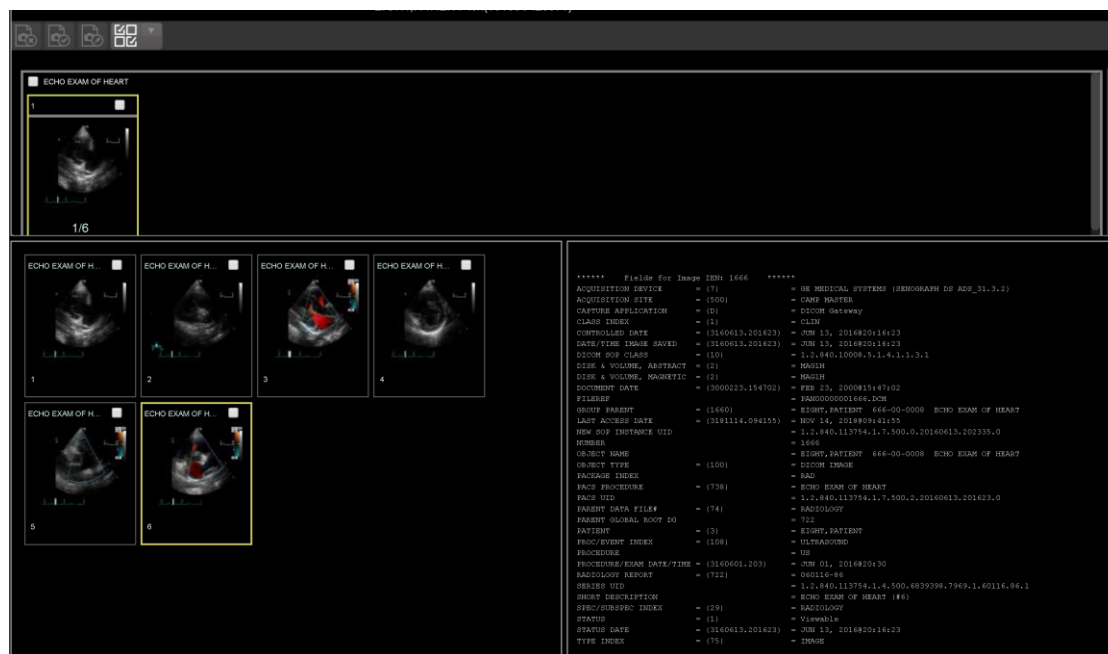 ECHO EXAM OF HEART
1
1/6
ECHO EXAM OF H... ECHO EXAM OF H... ECHO EXAM OF H... ECHO EXAM OF H...
1 2 3 4
ECHO EXAM OF H... ECHO EXAM OF H...
5 6
****** Fields for Image IEN: 1666 ******
ACQUISITION DEVICE = (7) = GE MEDICAL SYSTEMS (SENOGRAPH DS ADS_31.3.2)
ACQUISITION SITE = (500) = CAMP MASTER
CAPTURE APPLICATION = (D) = DICOM Gateway
CLASS INDEX = (1) = CLIN
CONTROLLED DATE = (3160613.201623) = JUN 13, 2016@20:16:23
DATE/TIME IMAGE SAVED = (3160613.201623) = JUN 13, 2016@20:16:23
DICOM SOP CLASS = (10) = 1.2.840.10008.5.1.4.1.1.3.1
DISK & VOLUME, ABSTRACT = (2) = MAG1H
DISK & VOLUME, MAGNETIC = (2) = MAG1H
DOCUMENT DATE = (3000223.154702) = FEB 23, 2000@15:47:02
FILEREF = PAN00000001666.DCM
GROUP PARENT = (1660) = EIGHT,PATIENT 666-00-0008 ECHO EXAM OF HEART
LAST ACCESS DATE = (3181114.094155) = NOV 14, 2018@09:41:55
NEW SOP INSTANCE UID = 1.2.840.113754.1.7.500.0.20160613.202335.0
NUMBER = 1666
OBJECT NAME = EIGHT,PATIENT 666-00-0008 ECHO EXAM OF HEART
OBJECT TYPE = (100) = DICOM IMAGE
PACKAGE INDEX = RAD
PACS PROCEDURE = (738) = ECHO EXAM OF HEART
PACS UID = 1.2.840.113754.1.7.500.2.20160613.201623.0
PARENT DATA FILE# = (74) = RADIOLOGY
PARENT GLOBAL ROOT D0 = 722
PATIENT = (3) = EIGHT,PATIENT
PROC/EVENT INDEX = (108) = ULTRASOUND
PROCEDURE = US
PROCEDURE/EXAM DATE/TIME = (3160601.203) = JUN 01, 2016@20:30
RADIOLOGY REPORT = (722) = 060116-86
SERIES UID = 1.2.840.113754.1.4.500.6839398.7969.1.60116.86.1
SHORT DESCRIPTION = ECHO EXAM OF HEART (#6)
SPEC/SUBSPEC INDEX = (29) = RADIOLOGY
STATUS = (1) = Viewable
STATUS DATE = (3160613.201623) = JUN 13, 2016@20:16:23
TYPE INDEX = (75) = IMAGE